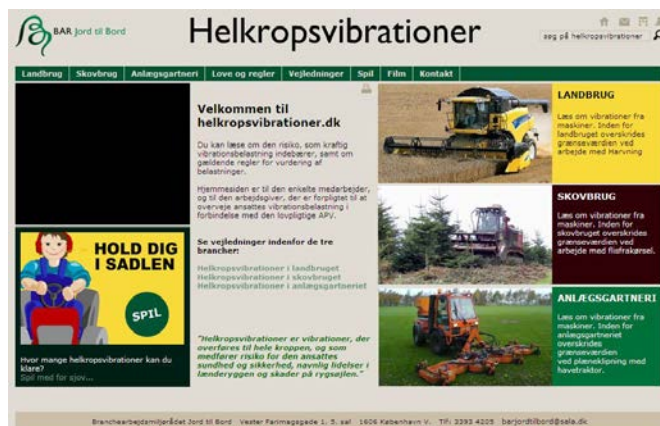 BAR Jord til Bord
Helkropsvibrationer
søg på helkropsvibrationer
Landbrug Skovbrug Anlægsgartneri Love og regler Vejledninger Spil Film Kontakt
Velkommen til
helkropsvibrationer.dk
Du kan læse om den risiko, som kraftig
vibrationsbelastning indebærer, samt om
gældende regler for vurdering af
belastninger.
Hjemmesiden er til den enkelte medarbejder,
og til den arbejdsgiver, der er forpligtet til at
overveje ansattes vibrationsbelastning i
forbindelse med den lovpligtige APV.
Se vejledninger indenfor de tre
brancher:
Helkropsvibrationer i landbruget
Helkropsvibrationer i skovbruget
Helkropsvibrationer i anlægsgartneriet
"Helkropsvibrationer er vibrationer, der
overføres til hele kroppen, og som
medfører risiko for den ansattes
sundhed og sikkerhed, navnlig lidelser i
lænderyggen og skader på rygsøjlen."
HOLD DIG
I SADLEN
SPIL
Hvor mange helkropsvibrationer kan du
klare?
Spil med for sjov...
LANDBRUG
Læs om vibrationer fra
maskiner. Inden for
landbruget overskrides
grænseværdien ved
arbejde med Harvning
SKOVBRUG
Læs om vibrationer fra
maskiner. Inden for
skovbruget overskrides
grænseværdien ved
arbejde med flisfrakørsel.
ANLÆGSGARTNERI
Læs om vibrationer fra
maskiner. Inden for
anlægsgartneriet
overskrides
grænseværdien
ved plæneklipning med
havetraktor.
Branchearbejdsmiljørådet Jord til Bord Vester Farimagsgade 1, 5. sal 1606 København V. Tlf: 3393 4205 barjordtilbord@sala.dk